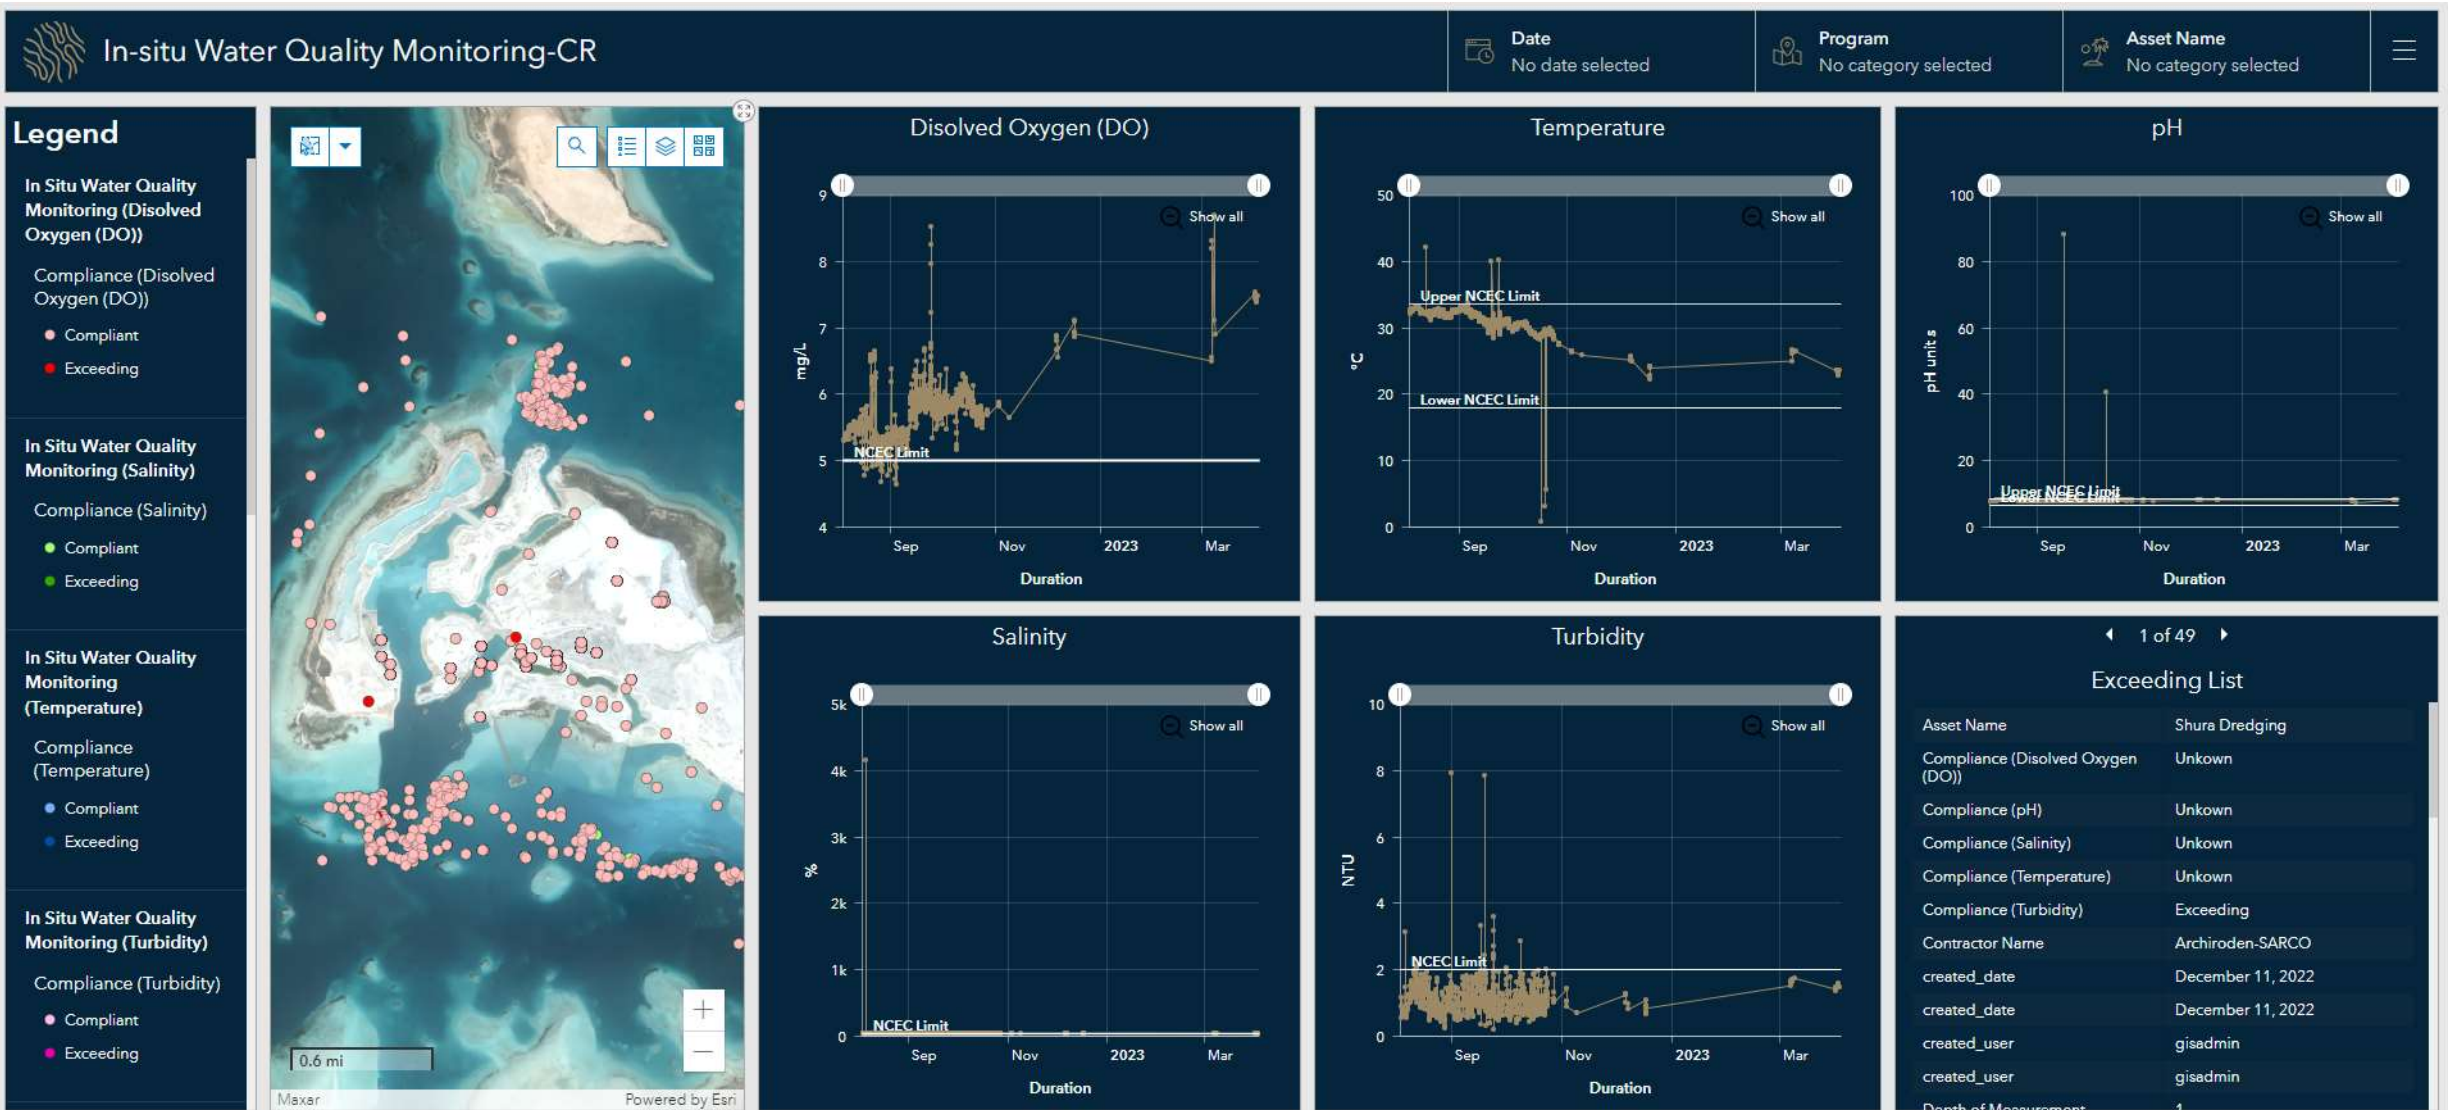 In-situ Water Quality Monitoring-CR
Date
No date selected
Program
No category selected
Asset Name
No category selected
Legend
In Situ Water Quality
Monitoring (Disolved
Oxygen (DO))
Compliance (Disolved
Oxygen (DO))
Compliant
Exceeding
In Situ Water Quality
Monitoring (Salinity)
Compliance (Salinity)
Compliant
Exceeding
In Situ Water Quality
Monitoring
(Temperature)
Compliance
(Temperature)
Compliant
Exceeding
In Situ Water Quality
Monitoring (Turbidity)
Compliance (Turbidity)
Compliant
Exceeding
0.6 mi
Maxar
Powered by Esri
Disolved Oxygen (DO)
Show all
9
8
7
6
5
4
mg/L
NCEC Limit
Sep
Nov
2023
Mar
Duration
Temperature
Show all
50
40
30
20
10
0
°C
Upper NCEC Limit
Lower NCEC Limit
Sep
Nov
2023
Mar
Duration
pH
Show all
100
80
60
40
20
0
pH units
Upper NCEC Limit
Lower NCEC Limit
Sep
Nov
2023
Mar
Duration
Salinity
Show all
5k
4k
3k
2k
1k
0
%
NCEC Limit
Sep
Nov
2023
Mar
Duration
Turbidity
Show all
10
8
6
4
2
0
NTU
NCEC Limit
Sep
Nov
2023
Mar
Duration
1 of 49
Exceeding List
Asset Name Shura Dredging
Compliance (Disolved Oxygen Unkown
(DO))
Compliance (pH) Unkown
Compliance (Salinity) Unkown
Compliance (Temperature) Unkown
Compliance (Turbidity) Exceeding
Contractor Name Archiroden-SARCO
created_date December 11, 2022
created_date December 11, 2022
created_user gisadmin
created_user gisadmin
Depth of Measurement 1